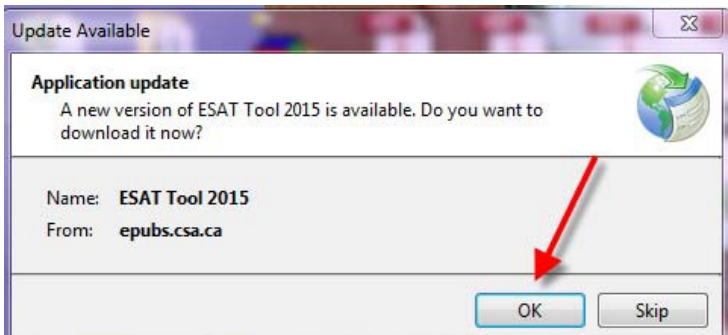 Update Available
Application update
A new version of ESAT Tool 2015 is available. Do you want to
download it now?
Name: ESAT Tool 2015
From: epubs.csa.ca
OK Skip